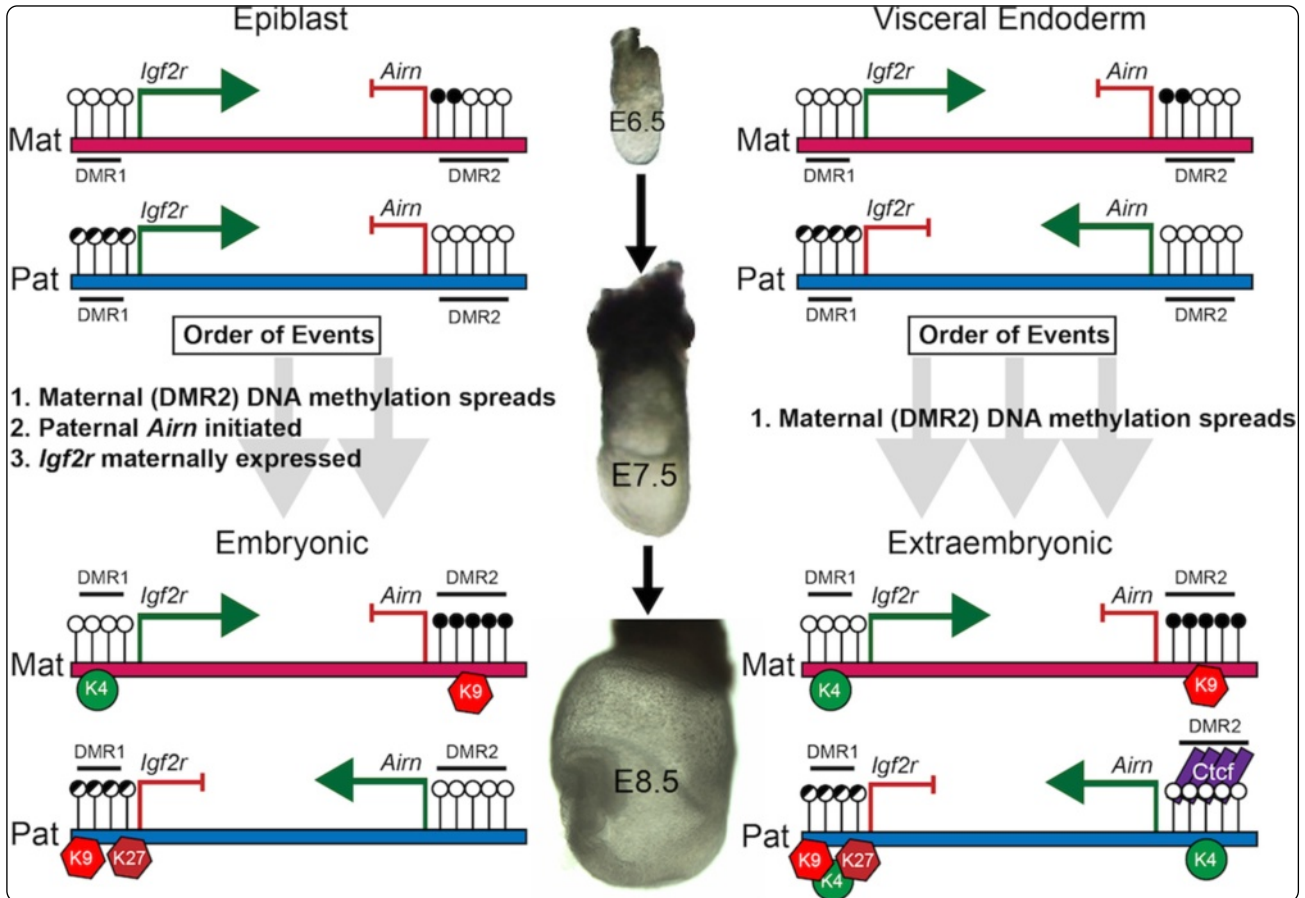 Epiblast
Igf2r
Airn
Mat
DMR1
DMR2
Igf2r
Airn
Pat
DMR1
DMR2
Order of Events
1. Maternal (DMR2) DNA methylation spreads
2. Paternal Airn initiated
3. Igf2r maternally expressed
Embryonic
DMR1
DMR2
Igf2r
Airn
Mat
K4
K9
DMR1
DMR2
Igf2r
Airn
Pat
K9
K27
E6.5
E7.5
E8.5
Visceral Endoderm
Igf2r
Airn
Mat
DMR1
DMR2
Igf2r
Airn
Pat
DMR1
DMR2
Order of Events
1. Maternal (DMR2) DNA methylation spreads
Extraembryonic
DMR1
DMR2
Igf2r
Airn
Mat
K4
K9
DMR1
DMR2
Igf2r
Airn
Ctcf
Pat
K9
K27
K4
K4